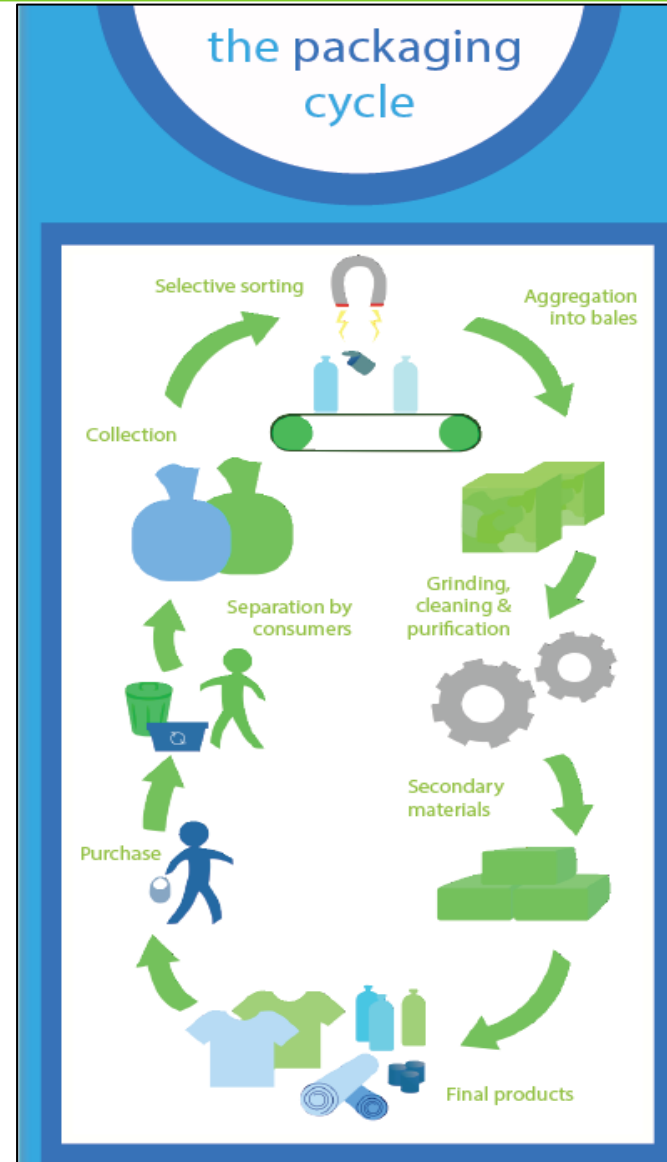 the packaging
cycle
Selective sorting
Aggregation
into bales
Collection
Grinding,
cleaning &
purification
Separation by
consumers
Secondary
materials
Purchase
Final products